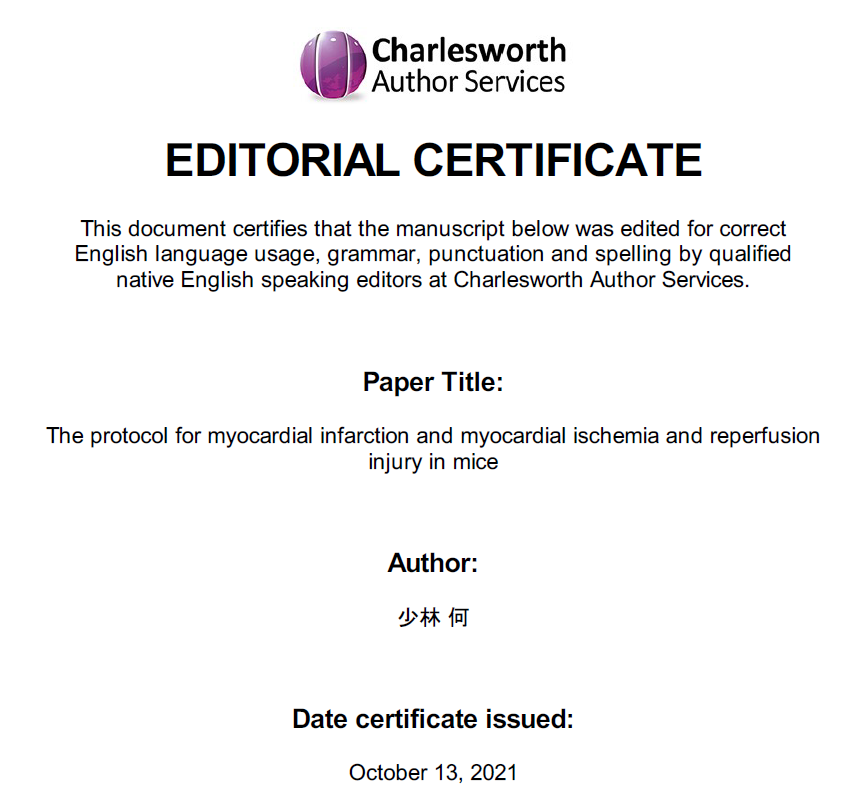 Charlesworth
Author Services
EDITORIAL CERTIFICATE
This document certifies that the manuscript below was edited for correct
English language usage, grammar, punctuation and spelling by qualified
native English speaking editors at Charlesworth Author Services.
Paper Title:
The protocol for myocardial infarction and myocardial ischemia and reperfusion
injury in mice
Author:
少林 何
Date certificate issued:
October 13, 2021